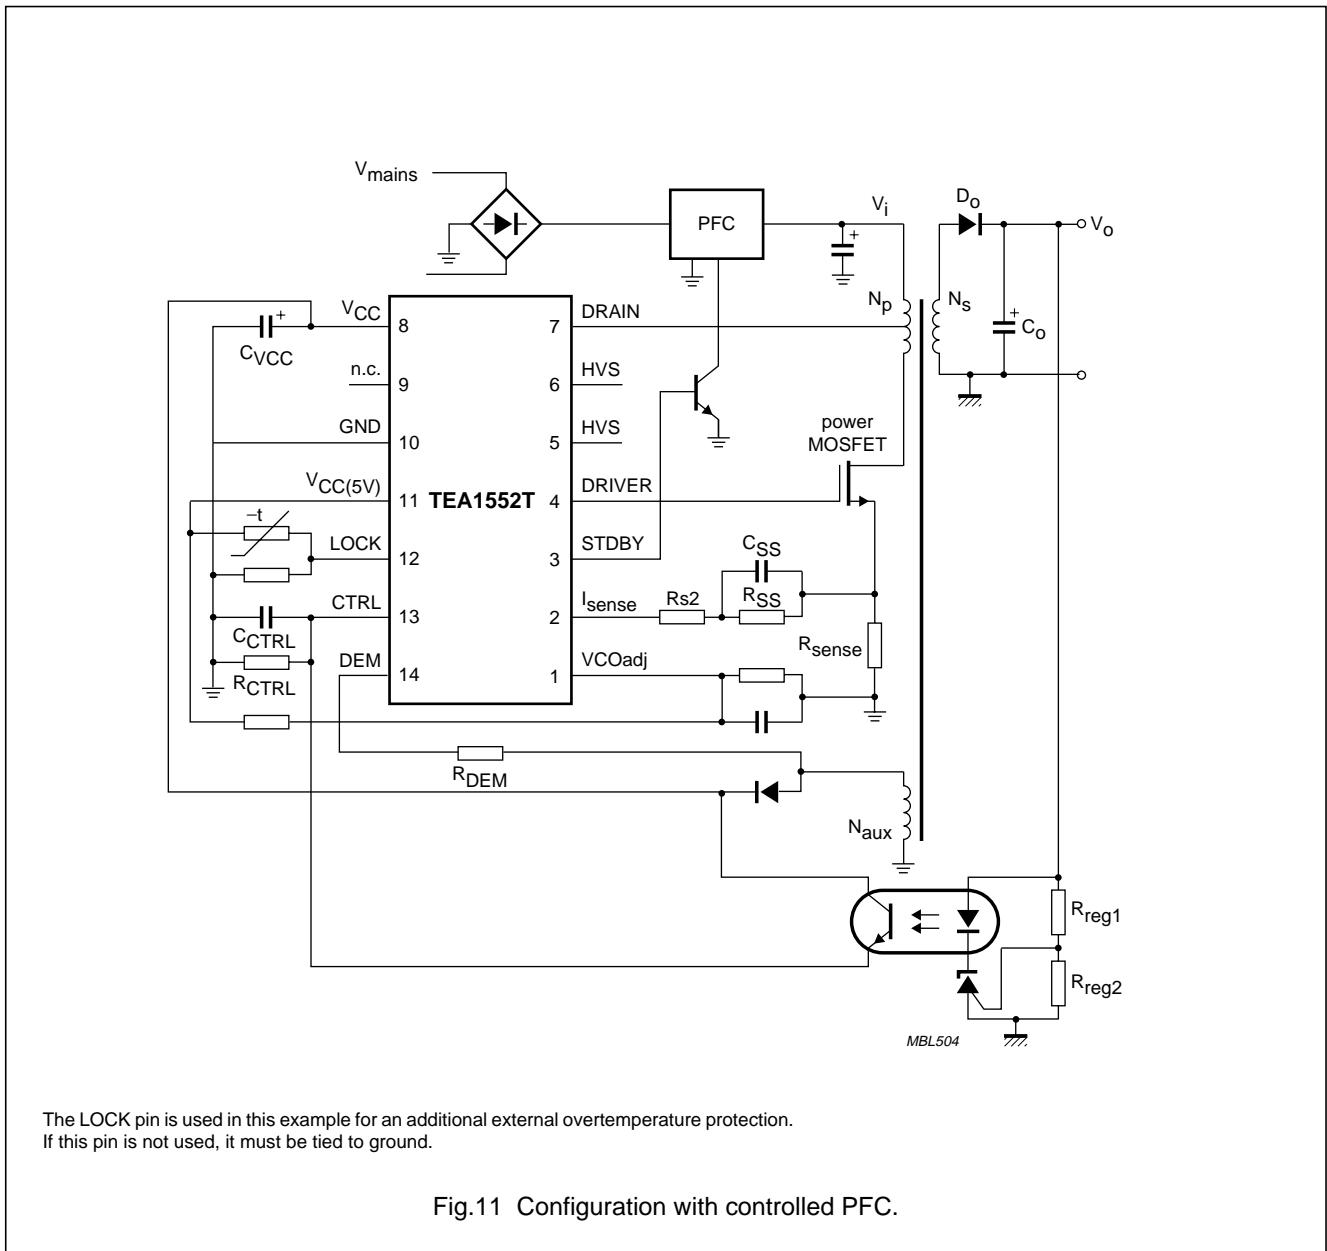 Vmains
PFC
Vi
Do
Vo
Np
Ns
Co
VCC
8
7
DRAIN
CVCC
n.c.
9
6
HVS
GND
10
5
HVS
power
MOSFET
VCC(5V)
11
TEA1552T
4
DRIVER
−t
LOCK
12
3
STDBY
CSS
CTRL
13
2
Isense
Rs2
RSS
CCTRL
Rsense
DEM
14
1
VCOadj
RCTRL
RDEM
Naux
Rreg1
Rreg2
MBL504
The LOCK pin is used in this example for an additional external overtemperature protection.
If this pin is not used, it must be tied to ground.
Fig.11 Configuration with controlled PFC.